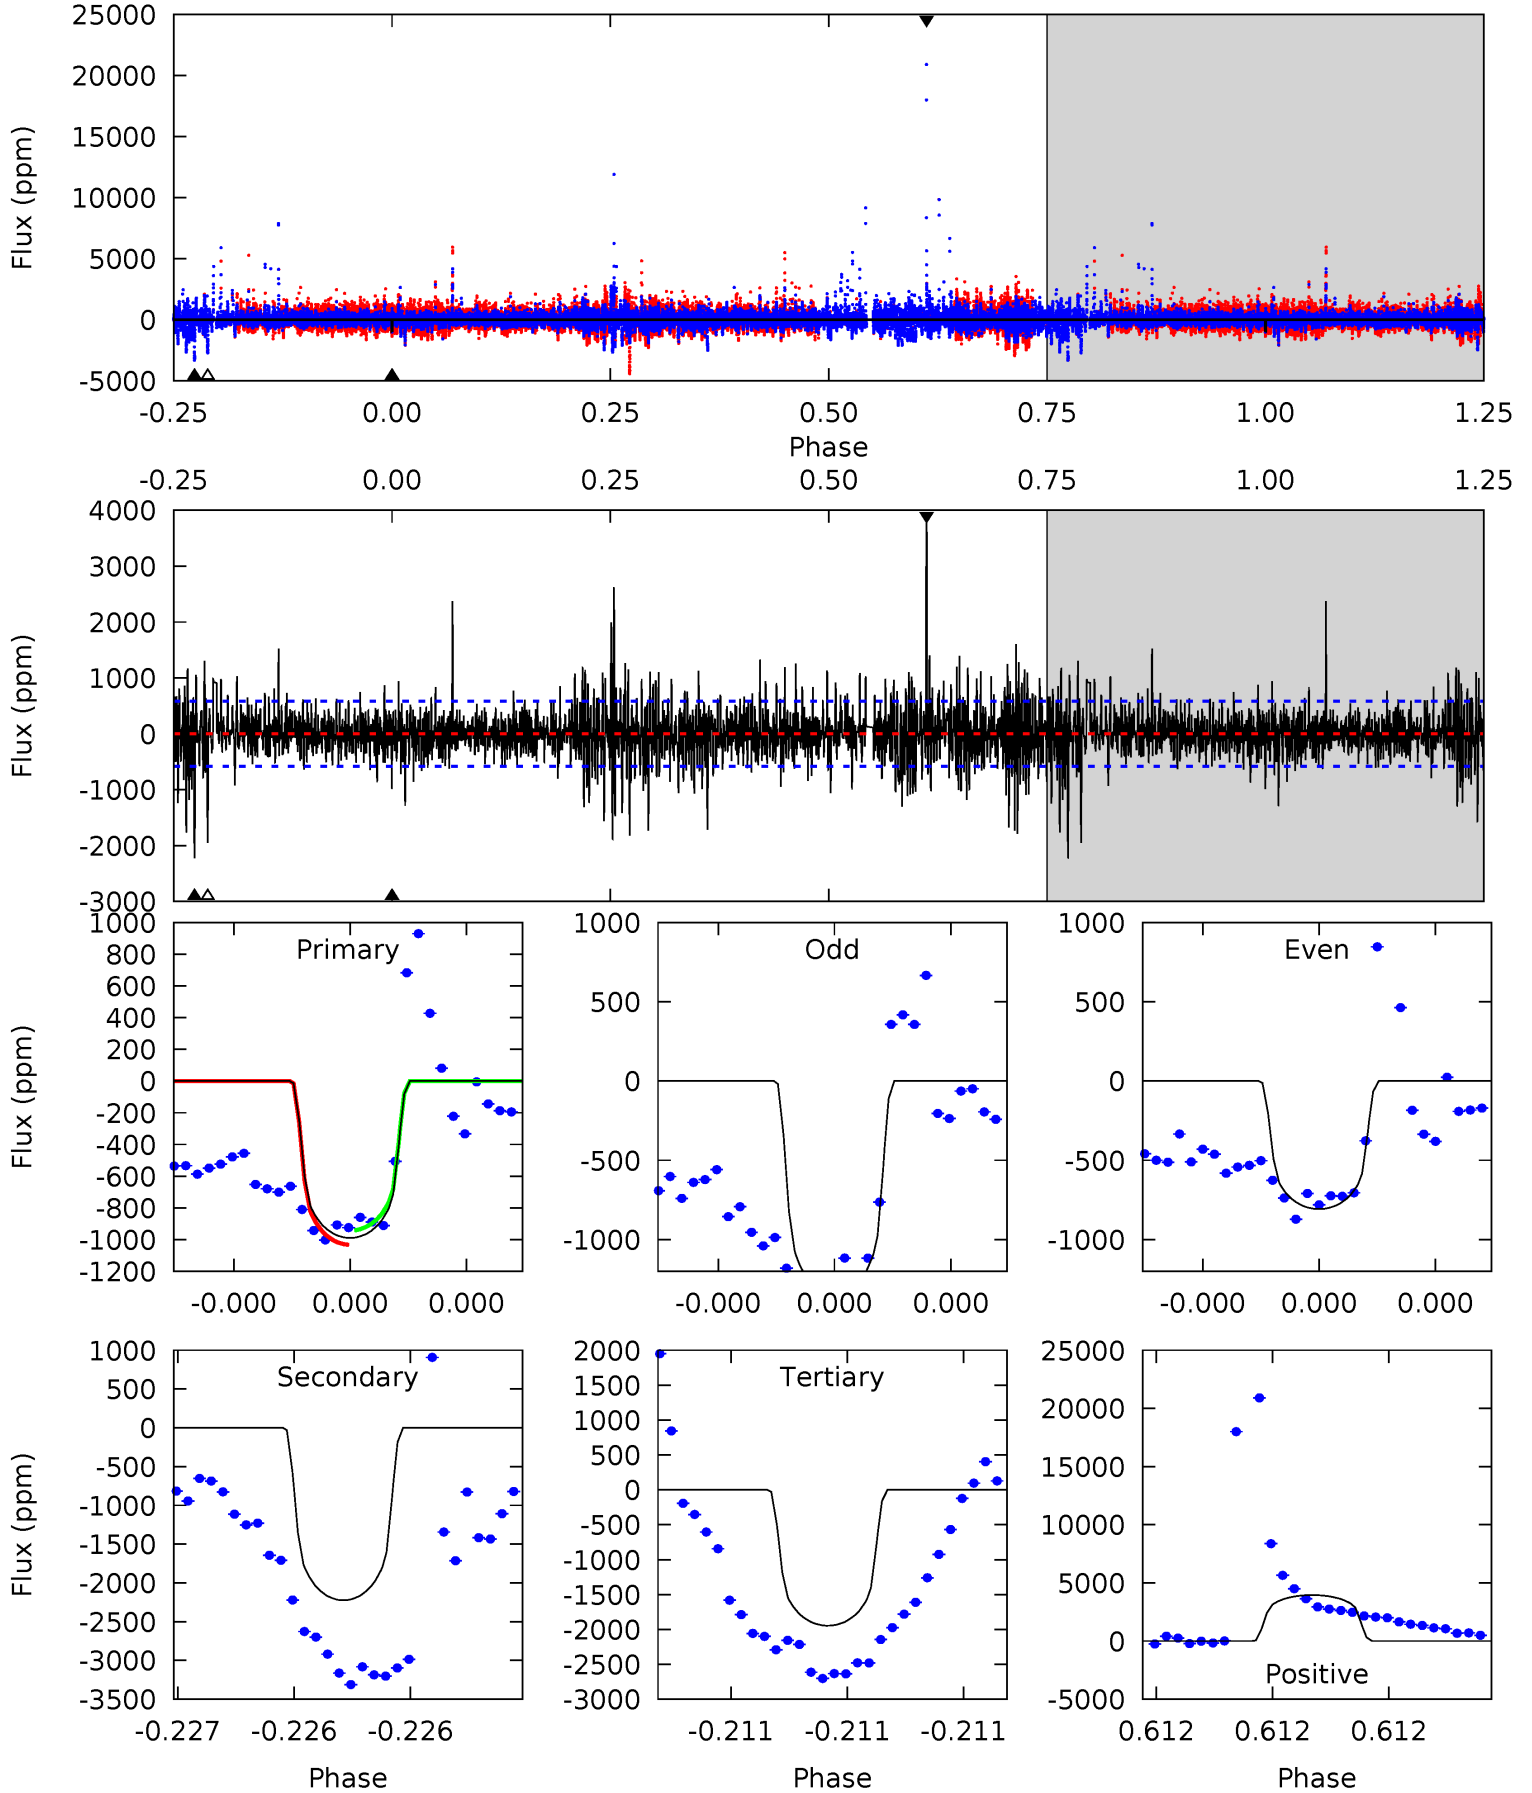 25000
20000
15000
10000
5000
0
-5000
Flux (ppm)
-0.25 0.00 0.25 0.50 0.75 1.00 1.25
Phase
-0.25 0.00 0.25 0.50 0.75 1.00 1.25
4000
3000
2000
1000
0
-1000
-2000
-3000
Flux (ppm)
Primary
1000
800
600
400
200
0
-200
-400
-600
-800
-1000
-1200
Flux (ppm)
-0.000 0.000 0.000
Odd
1000
500
0
-500
-1000
-0.000 0.000 0.000
Even
1000
500
0
-500
-1000
-0.000 0.000 0.000
Secondary
1000
500
0
-500
-1000
-1500
-2000
-2500
-3000
-3500
Flux (ppm)
-0.227 -0.226 -0.226
Phase
Tertiary
2000
1500
1000
500
0
-500
-1000
-1500
-2000
-2500
-3000
-0.211 -0.211 -0.211
Phase
25000
20000
15000
10000
5000
0
-5000
Positive
0.612 0.612 0.612
Phase